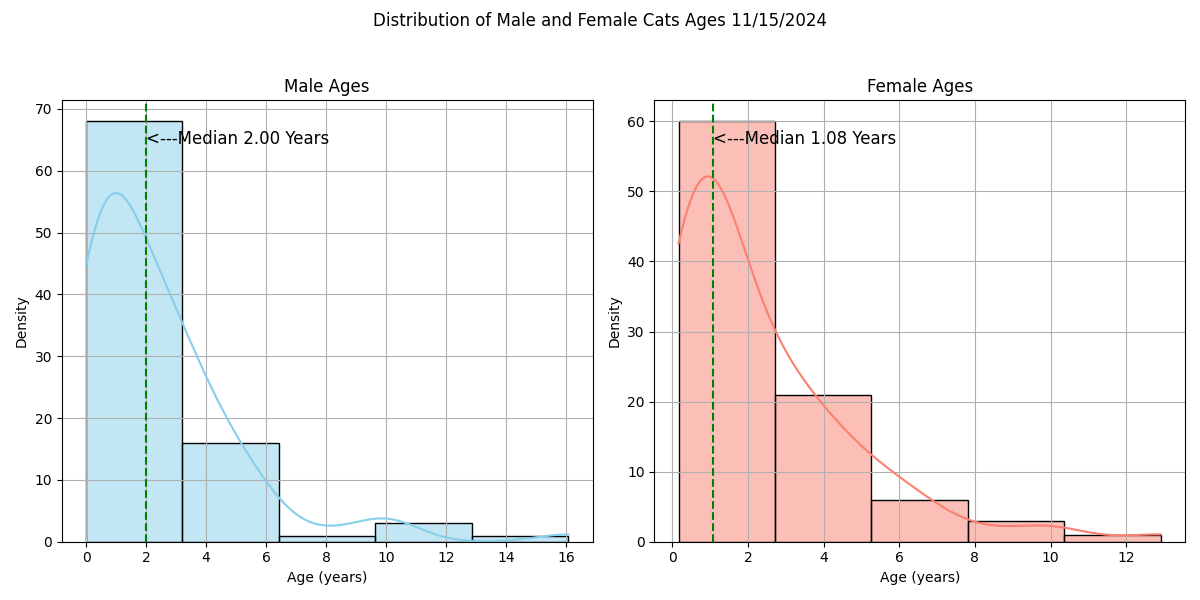 Distribution of Male and Female Cats Ages 11/15/2024
Male Ages
70
60
50
40
30
20
10
0
Density
<---Median 2.00 Years
0 2 4 6 8 10 12 14 16
Age (years)
Female Ages
60
50
40
30
20
10
0
Density
<---Median 1.08 Years
0 2 4 6 8 10 12
Age (years)